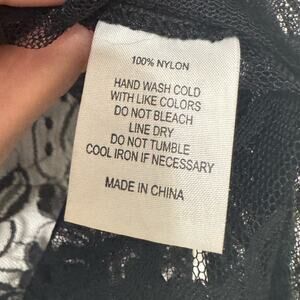 100% NYLON
HAND WASH COLD
WITH LIKE COLORS
DO NOT BLEACH
LINE DRY
DO NOT TUMBLE
COOL IRON IF NECESSARY
MADE IN CHINA